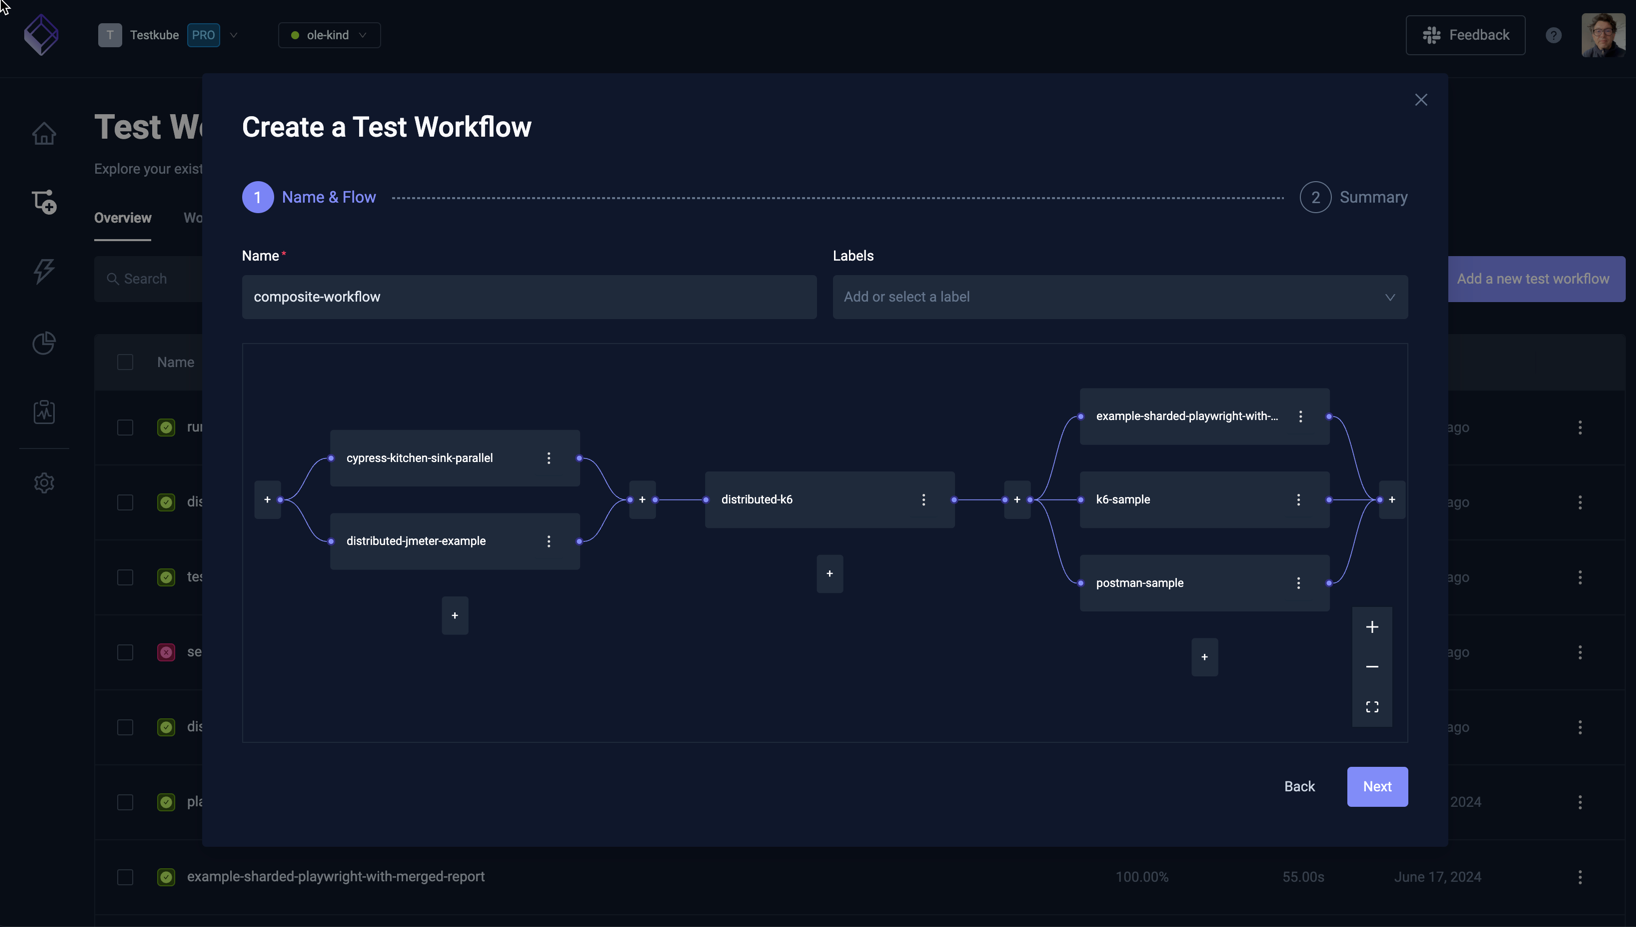 T Testkube PRO
ole-kind
Feedback
?
Test W
Explore your exist
Overview Wo
Search
Add a new test workflow
Name
Create a Test Workflow
1 Name & Flow
2 Summary
Name*
Labels
composite-workflow
Add or select a label
cypress-kitchen-sink-parallel
distributed-jmeter-example
distributed-k6
example-sharded-playwright-with-...
k6-sample
postman-sample
Back
Next
ru
ago
dis
ago
tes
ago
se
ago
dis
ago
pla
2024
example-sharded-playwright-with-merged-report 100.00% 55.00s June 17, 2024